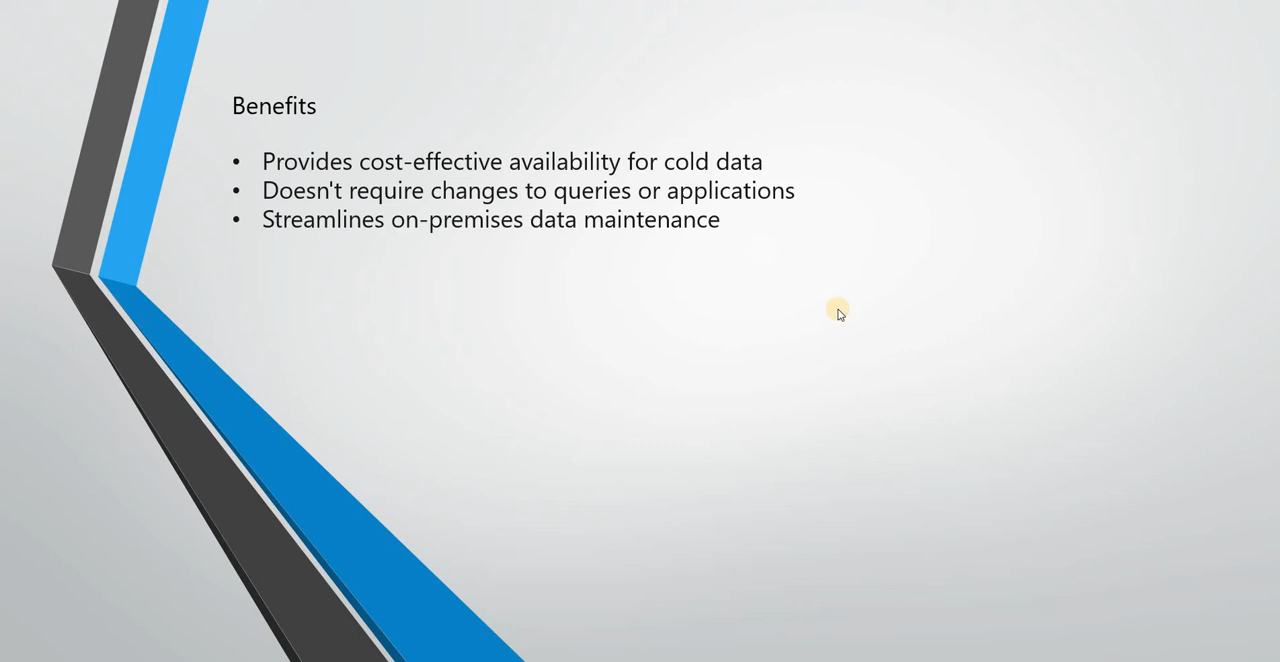 Benefits
• Provides cost-effective availability for cold data
• Doesn't require changes to queries or applications
• Streamlines on-premises data maintenance